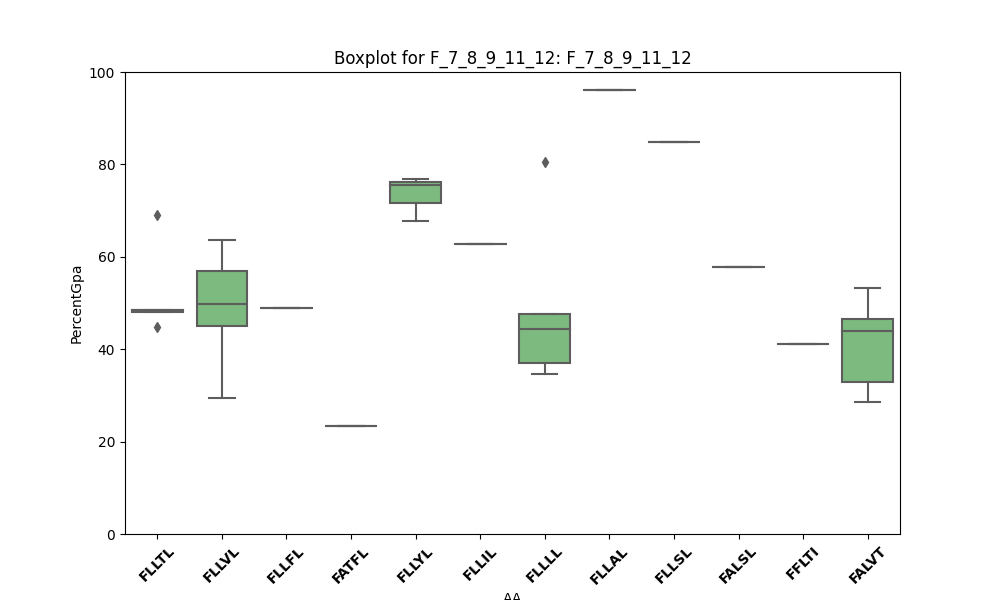 Boxplot for F_7_8_9_11_12: F_7_8_9_11_12
100
80
60
40
20
0
PercentGpa
FLLTL
FLLVL
FLLFL
FATFL
FLLYL
FLLIL
FLLLL
FLLAL
FLLSL
FALSL
FFLTI
FALVT
AA